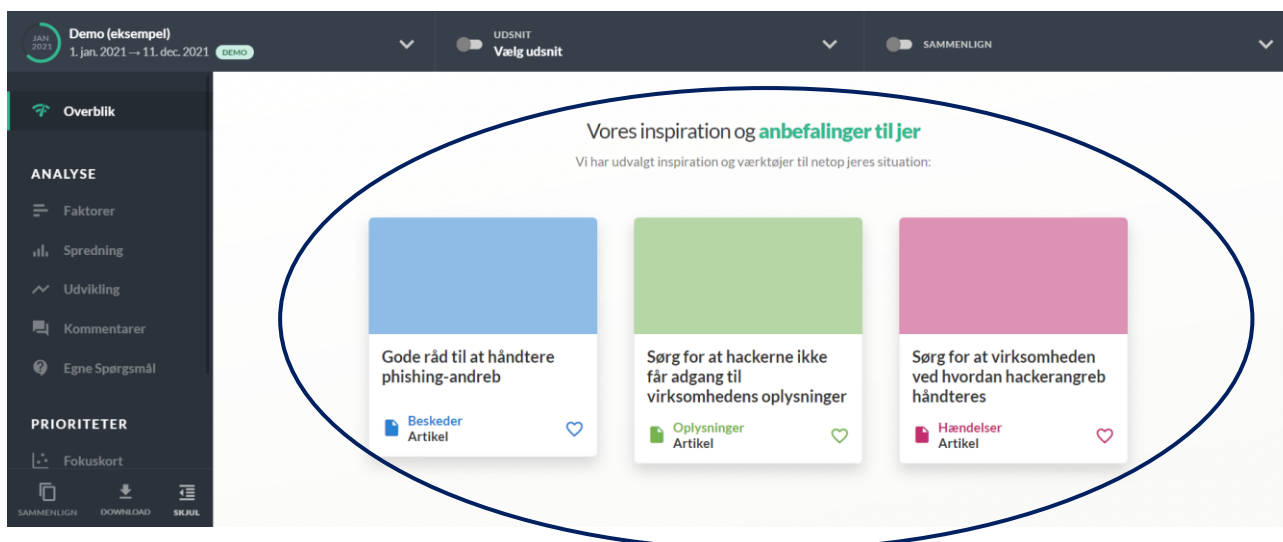 JAN
2021
Demo (eksempel)
1. jan. 2021 → 11. dec. 2021 DEMO
UDSNIT
Vælg udsnit
SAMMENLIGN
Overblik
ANALYSE
Faktorer
Spredning
Udvikling
Kommentarer
Egne Spørgsmål
PRIORITETER
Fokuskort
SAMMENLIGN DOWNLOAD SKJUL
Vores inspiration og anbefalinger til jer
Vi har udvalgt inspiration og værktøjer til netop jeres situation:
Gode råd til at håndtere
phishing-andreb
Beskeder
Artikel
Sørg for at hackerne ikke
får adgang til
virksomhedens oplysninger
Oplysninger
Artikel
Sørg for at virksomheden
ved hvordan hackerangreb
håndteres
Hændelser
Artikel